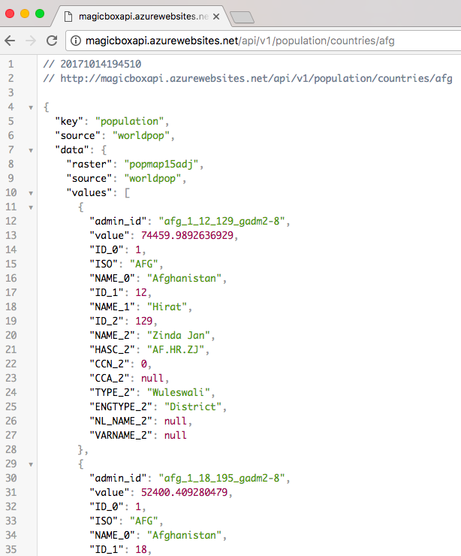 magicboxapi.azurewebsites.ne
magicboxapi.azurewebsites.net/api/v1/population/countries/afg
1 // 20171014194510
2 // http://magicboxapi.azurewebsites.net/api/v1/population/countries/afg
3
4 {
5 "key": "population",
6 "source": "worldpop",
7 "data": {
8 "raster": "popmap15adj",
9 "source": "worldpop",
10 "values": [
11 {
12 "admin_id": "afg_1_12_129_gadm2-8",
13 "value": 74459.9892636929,
14 "ID_0": 1,
15 "ISO": "AFG",
16 "NAME_0": "Afghanistan",
17 "ID_1": 12,
18 "NAME_1": "Hirat",
19 "ID_2": 129,
20 "NAME_2": "Zinda Jan",
21 "HASC_2": "AF.HR.ZJ",
22 "CCN_2": 0,
23 "CCA_2": null,
24 "TYPE_2": "Wuleswali",
25 "ENGTYPE_2": "District",
26 "NL_NAME_2": null,
27 "VARNAME_2": null
28 },
29 {
30 "admin_id": "afg_1_18_195_gadm2-8",
31 "value": 52400.409280479,
32 "ID_0": 1,
33 "ISO": "AFG",
34 "NAME_0": "Afghanistan",
35 "ID_1": 18,